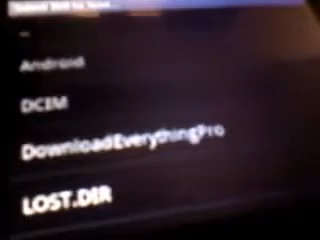 ..
Android
DCIM
DownloadEverythingPro
LOST.DIR